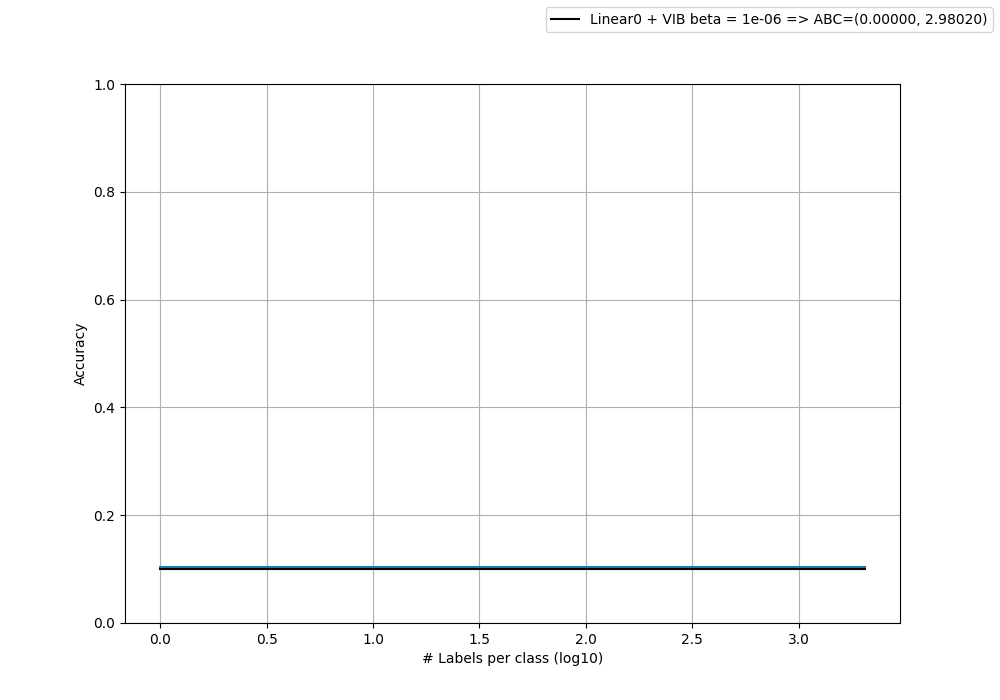 Linear0 + VIB beta = 1e-06 => ABC=(0.00000, 2.98020)
1.0
0.8
0.6
0.4
0.2
0.0
Accuracy
0.0 0.5 1.0 1.5 2.0 2.5 3.0
# Labels per class (log10)